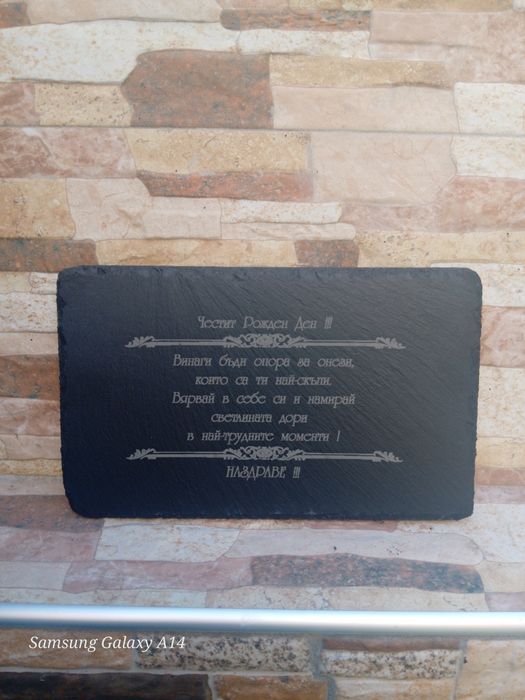 Честит Рожден Ден !!!
Винаги бъди опора за онези,
които са ти най-скъпи.
Вярвай в себе си и намирай
светлината дори
в най-трудните моменти !
НАЗДРАВЕ !!!
Samsung Galaxy A14